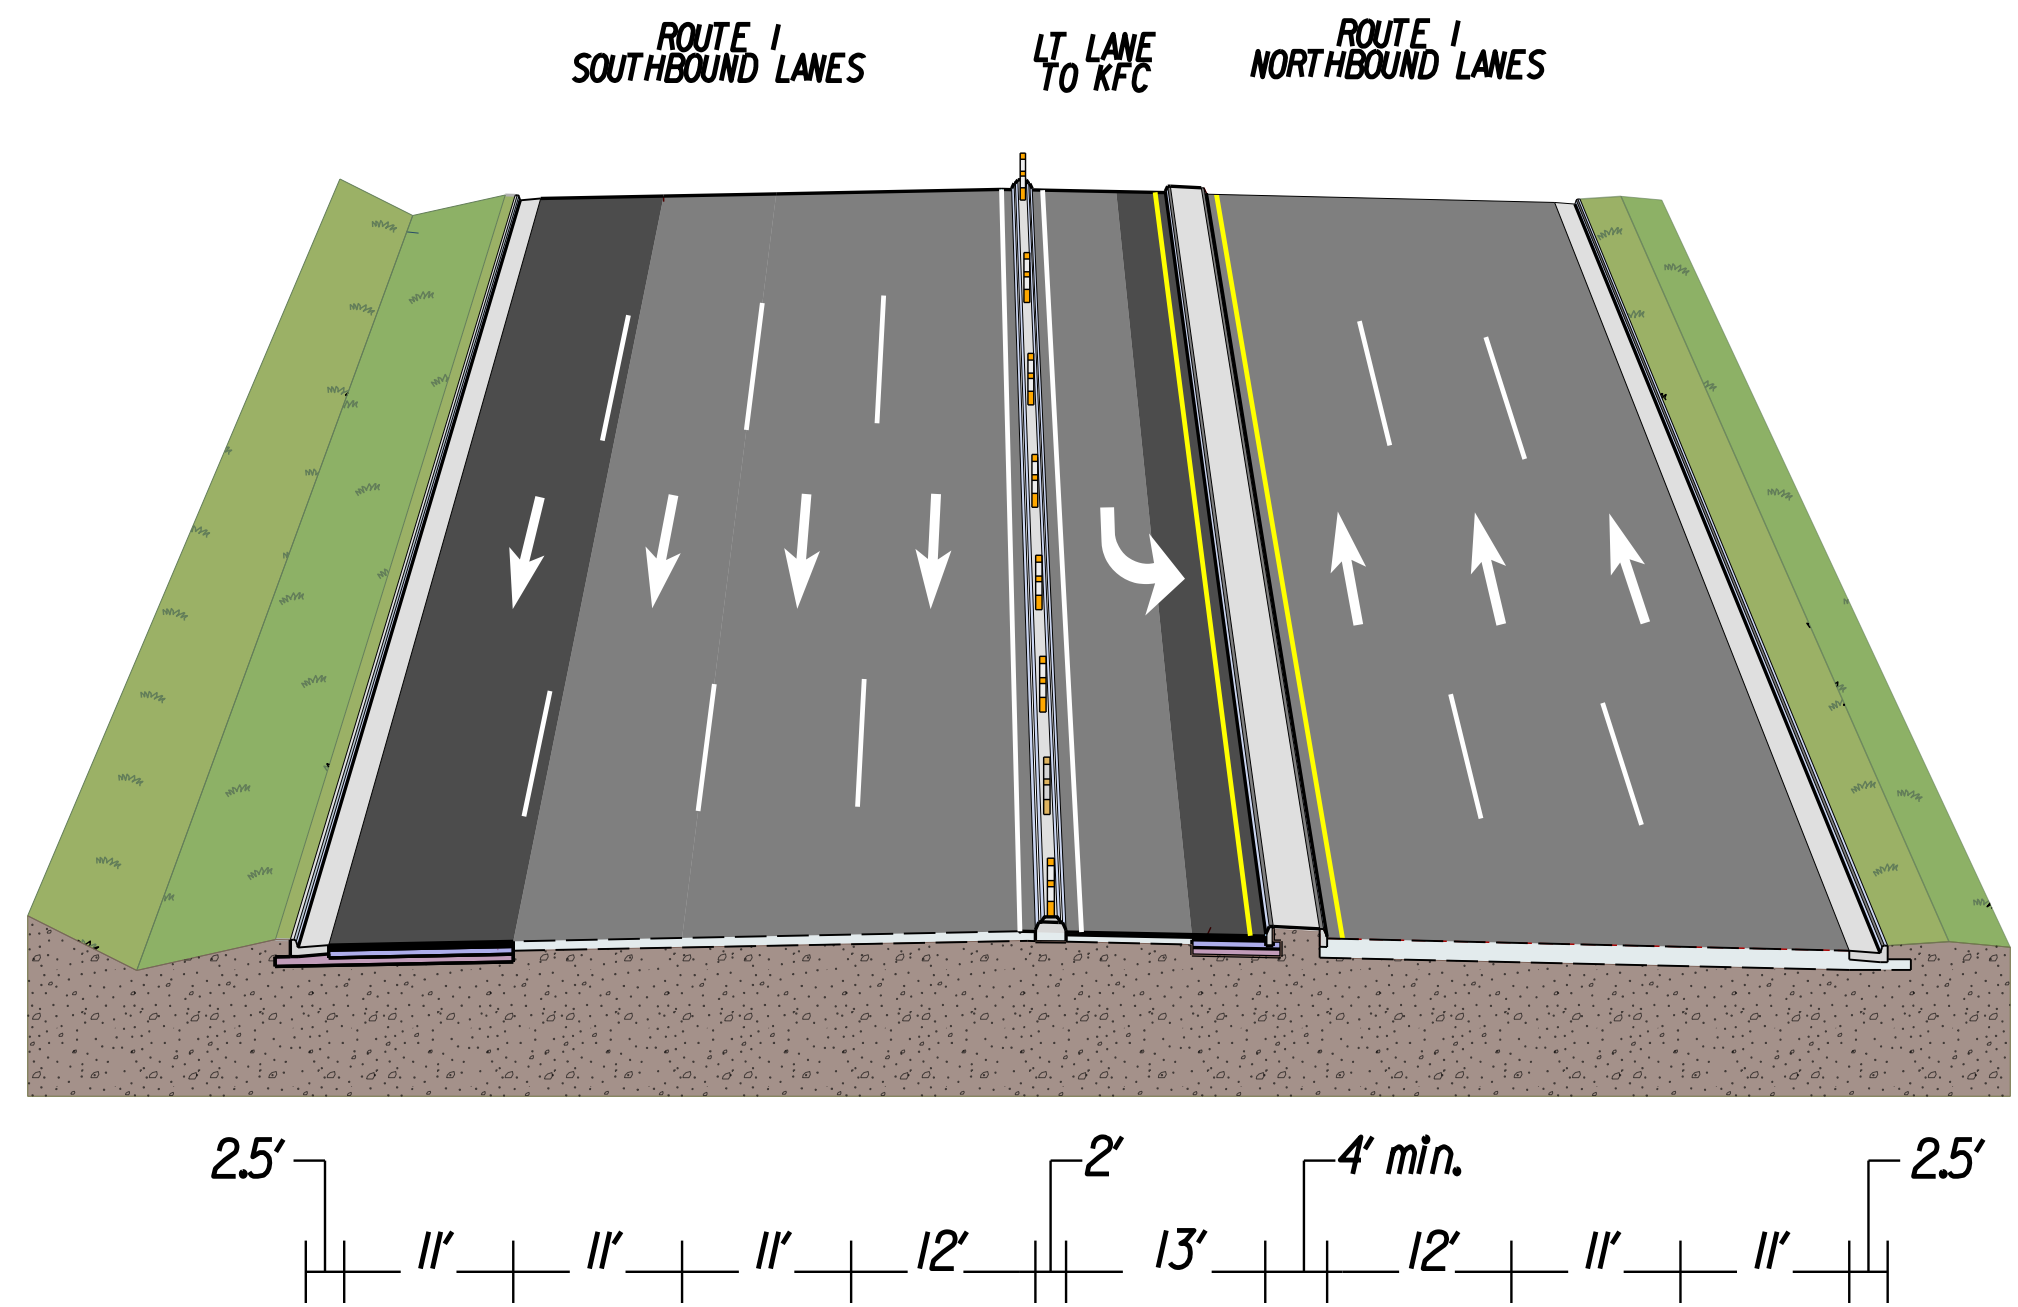 ROUTE 1
SOUTHBOUND LANES
LT LANE
TO KFC
ROUTE 1
NORTHBOUND LANES
2.5'
2'
4' min.
2.5'
11'
11'
11'
12'
13'
12'
11'
11'